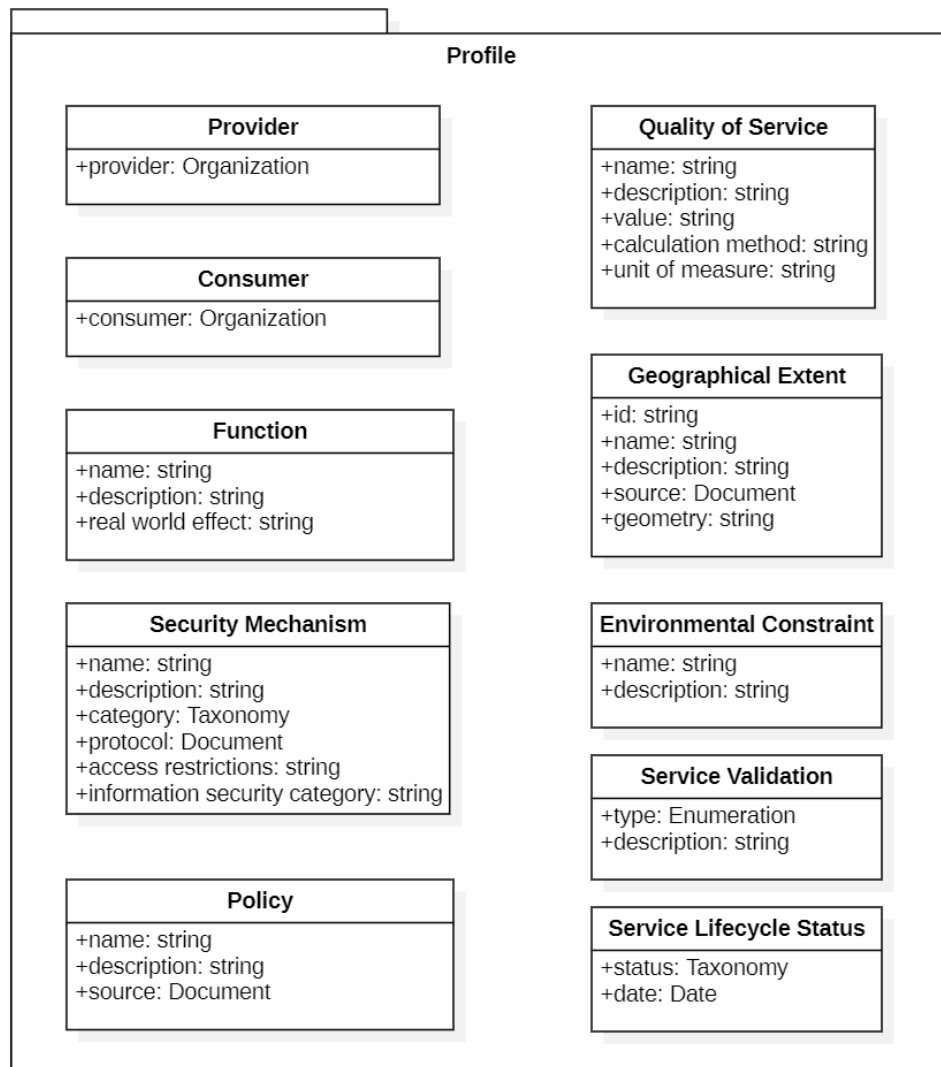 Profile
Provider
+provider: Organization
Consumer
+consumer: Organization
Function
+name: string
+description: string
+real world effect: string
Security Mechanism
+name: string
+description: string
+category: Taxonomy
+protocol: Document
+access restrictions: string
+information security category: string
Policy
+name: string
+description: string
+source: Document
Quality of Service
+name: string
+description: string
+value: string
+calculation method: string
+unit of measure: string
Geographical Extent
+id: string
+name: string
+description: string
+source: Document
+geometry: string
Environmental Constraint
+name: string
+description: string
Service Validation
+type: Enumeration
+description: string
Service Lifecycle Status
+status: Taxonomy
+date: Date